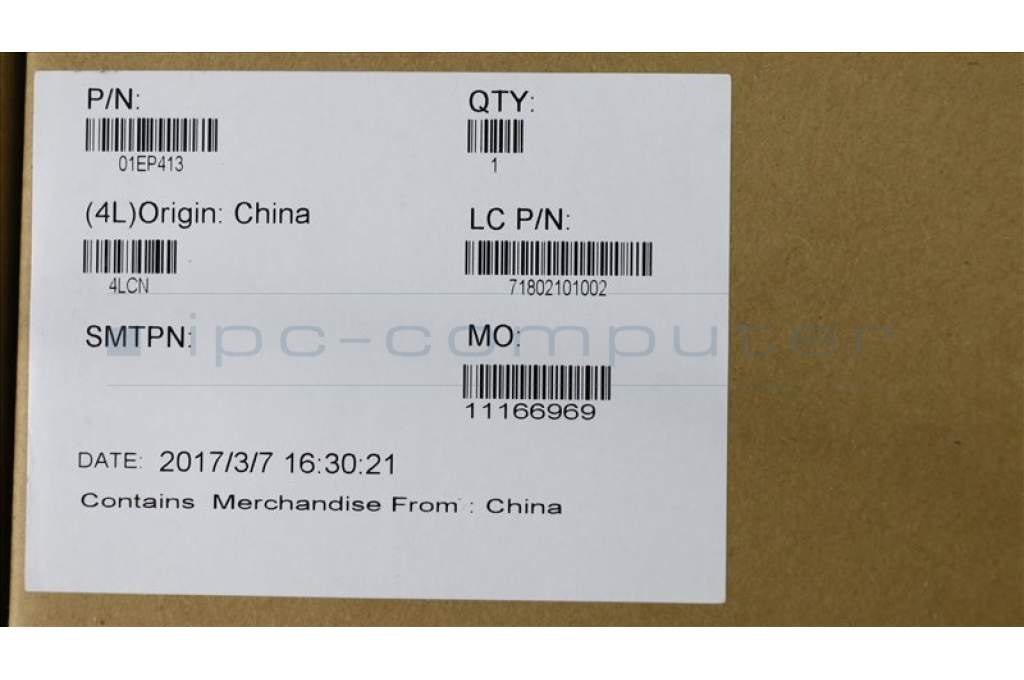 P/N:
01EP413
QTY:
1
(4L)Origin: China
4LCN
LC P/N:
71802101002
SMTPN:
MO:
11166969
ipc-computer
DATE: 2017/3/7 16:30:21
Contains Merchandise From : China